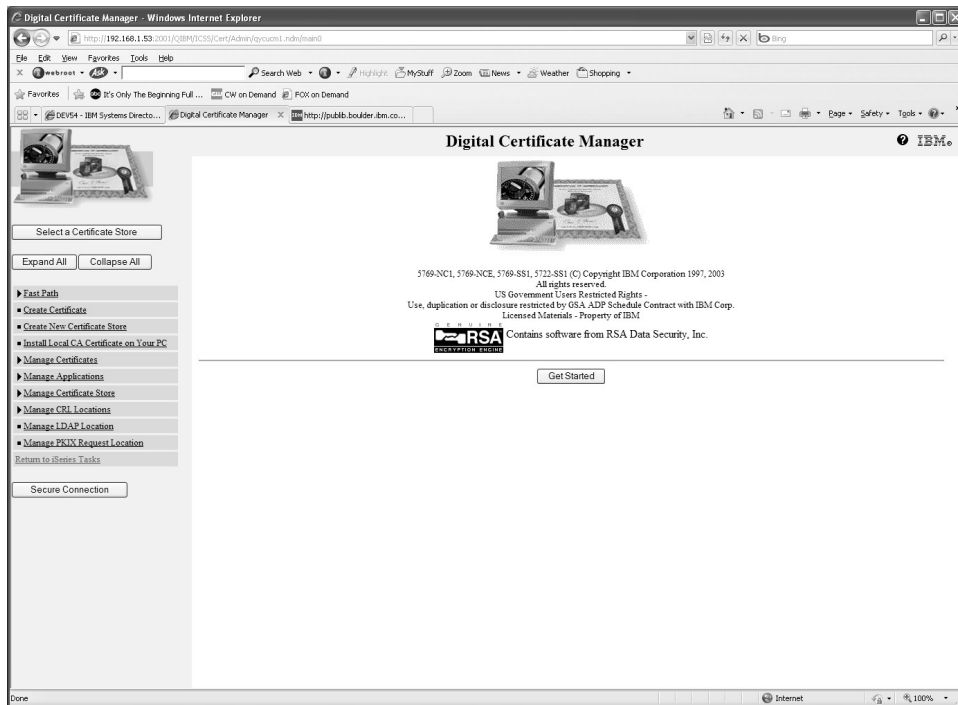 Digital Certificate Manager - Windows Internet Explorer
http://192.168.1.53:2001/QIBM/ICSS/Cert/Admin/qycucm1.ndm/main0
Bing
File Edit View Favorites Tools Help
webroot Ask Search Web Highlight MyStuff Zoom News Weather Shopping
Favorites abc It's Only The Beginning Full ... CW on Demand FOX on Demand
DEV54 - IBM Systems Directo... Digital Certificate Manager http://publib.boulder.ibm.co... Page Safety Tools
Digital Certificate Manager
IBM®
Select a Certificate Store
Expand All Collapse All
Fast Path
Create Certificate
Create New Certificate Store
Install Local CA Certificate on Your PC
Manage Certificates
Manage Applications
Manage Certificate Store
Manage CRL Locations
Manage LDAP Location
Manage PKIX Request Location
Return to iSeries Tasks
Secure Connection
5769-NC1, 5769-NCE, 5769-SS1, 5722-SS1 (C) Copyright IBM Corporation 1997, 2003
All rights reserved.
US Government Users Restricted Rights -
Use, duplication or disclosure restricted by GSA ADP Schedule Contract with IBM Corp.
Licensed Materials - Property of IBM
GENUINE
RSA
ENCRYPTION ENGINE
Contains software from RSA Data Security, Inc.
Get Started
Done Internet 100%